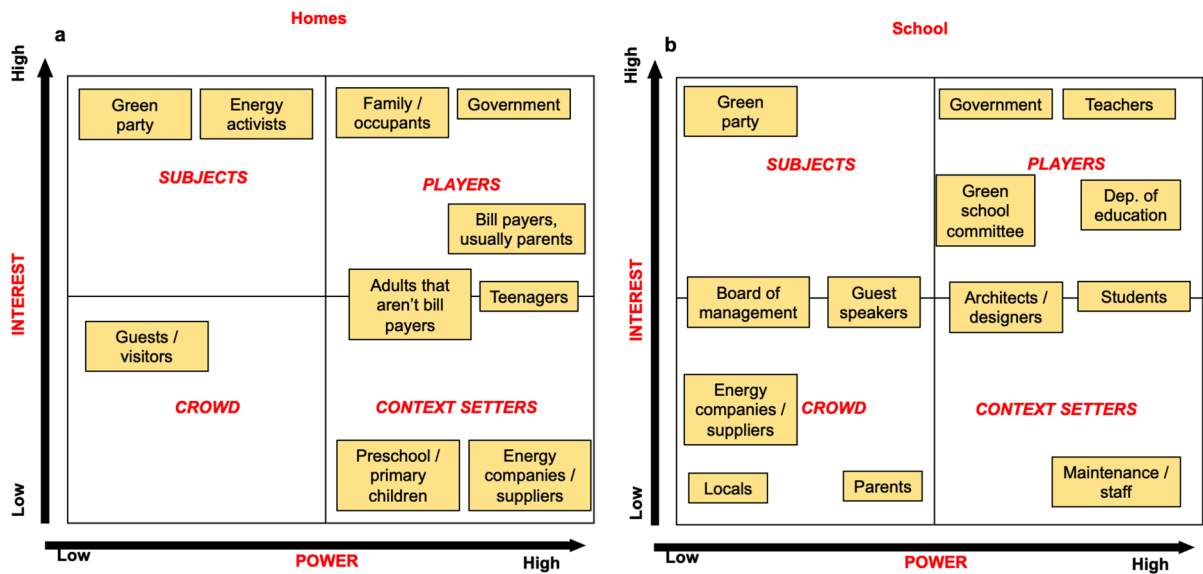 Homes
a
High
INTEREST
Low
Green
party
Energy
activists
Family /
occupants
Government
SUBJECTS
PLAYERS
Bill payers,
usually parents
Adults that
aren't bill
payers
Teenagers
Guests /
visitors
CROWD
CONTEXT SETTERS
Preschool /
primary
children
Energy
companies /
suppliers
Low
POWER
High
School
b
High
INTEREST
Low
Green
party
Government
Teachers
SUBJECTS
PLAYERS
Green
school
committee
Dep. of
education
Board of
management
Guest
speakers
Architects /
designers
Students
Energy
companies /
suppliers
CROWD
CONTEXT SETTERS
Locals
Parents
Maintenance /
staff
Low
POWER
High